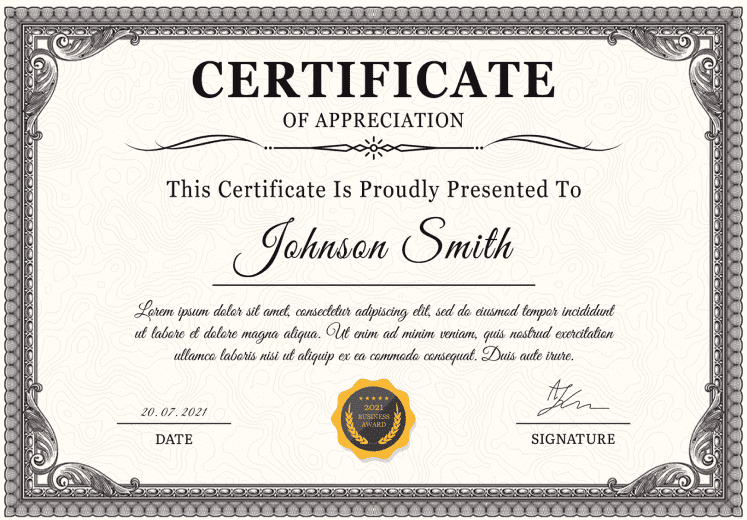 CERTIFICATE
OF APPRECIATION
This Certificate Is Proudly Presented To
Johnson Smith
Lorem ipsum dolor sit amet, consectetur adipiscing elit, sed do eiusmod tempor incididunt
ut labore et dolore magna aliqua. Ut enim ad minim veniam, quis nostrud exercitation
ullamco laboris nisi ut aliquip ex ea commodo consequat. Duis aute irure.
20.07.2021
DATE
2021
BUSINESS
AWARD
SIGNATURE